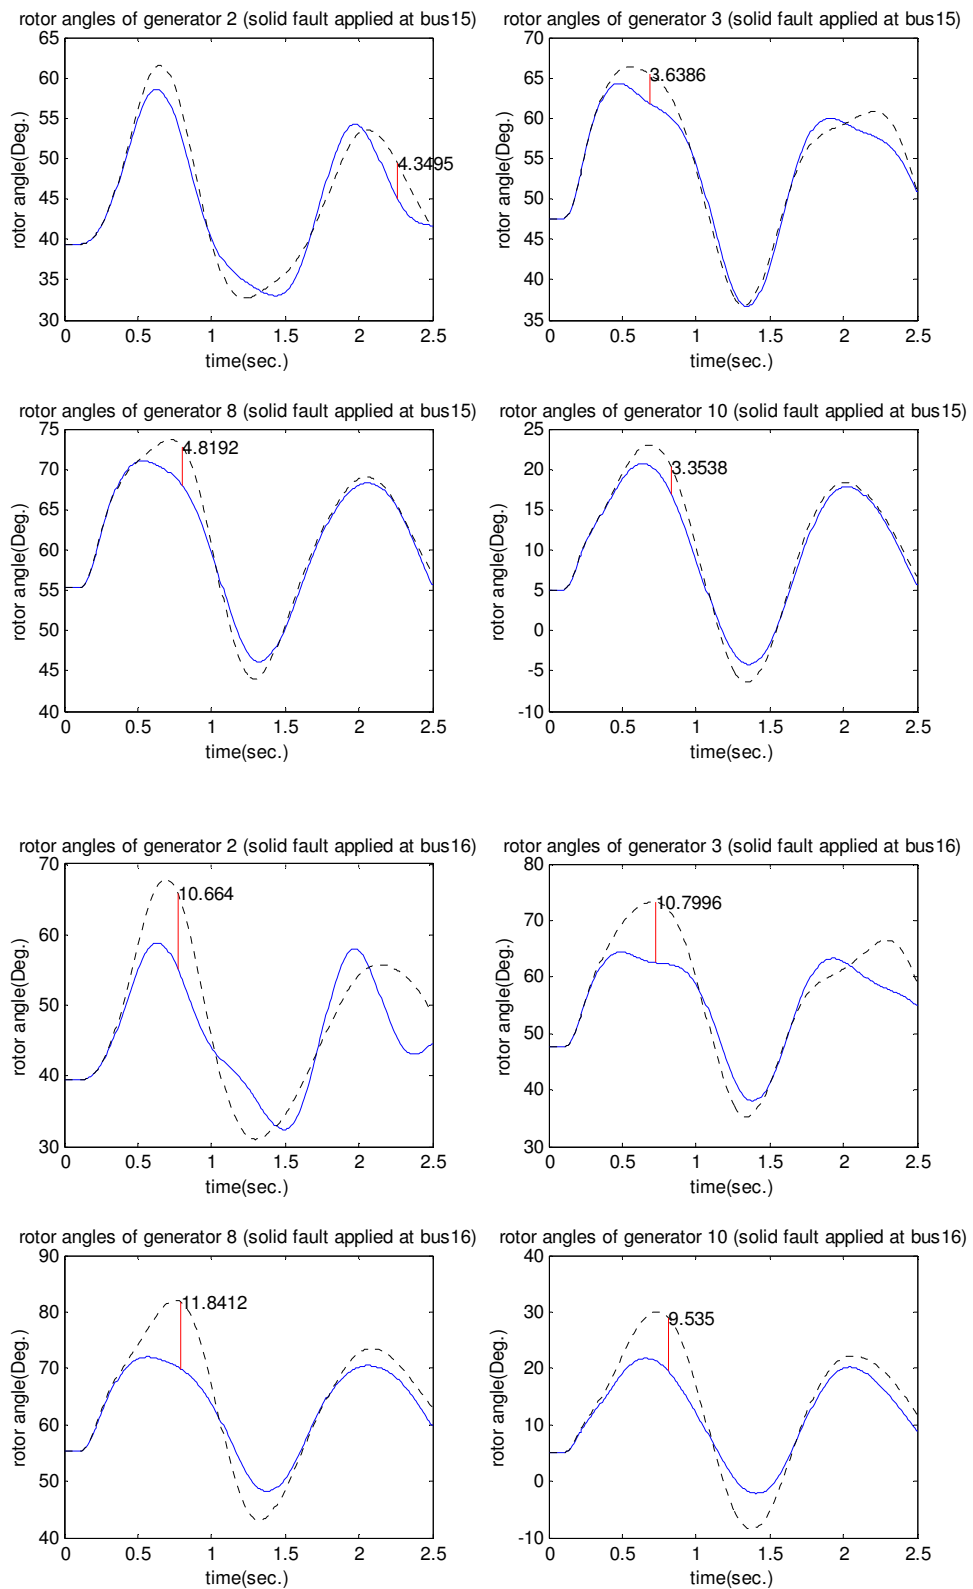 rotor angles of generator 2 (solid fault applied at bus15)
rotor angle(Deg.)
65
60
55
50
45
40
35
30
4.3495
0 0.5 1 1.5 2 2.5
time(sec.)
rotor angles of generator 3 (solid fault applied at bus15)
rotor angle(Deg.)
70
65
60
55
50
45
40
35
3.6386
0 0.5 1 1.5 2 2.5
time(sec.)
rotor angles of generator 8 (solid fault applied at bus15)
rotor angle(Deg.)
75
70
65
60
55
50
45
40
4.8192
0 0.5 1 1.5 2 2.5
time(sec.)
rotor angles of generator 10 (solid fault applied at bus15)
rotor angle(Deg.)
25
20
15
10
5
0
-5
-10
3.3538
0 0.5 1 1.5 2 2.5
time(sec.)
rotor angles of generator 2 (solid fault applied at bus16)
rotor angle(Deg.)
70
60
50
40
30
10.664
0 0.5 1 1.5 2 2.5
time(sec.)
rotor angles of generator 3 (solid fault applied at bus16)
rotor angle(Deg.)
80
70
60
50
40
30
10.7996
0 0.5 1 1.5 2 2.5
time(sec.)
rotor angles of generator 8 (solid fault applied at bus16)
rotor angle(Deg.)
90
80
70
60
50
40
11.8412
0 0.5 1 1.5 2 2.5
time(sec.)
rotor angles of generator 10 (solid fault applied at bus16)
rotor angle(Deg.)
40
30
20
10
0
-10
9.535
0 0.5 1 1.5 2 2.5
time(sec.)